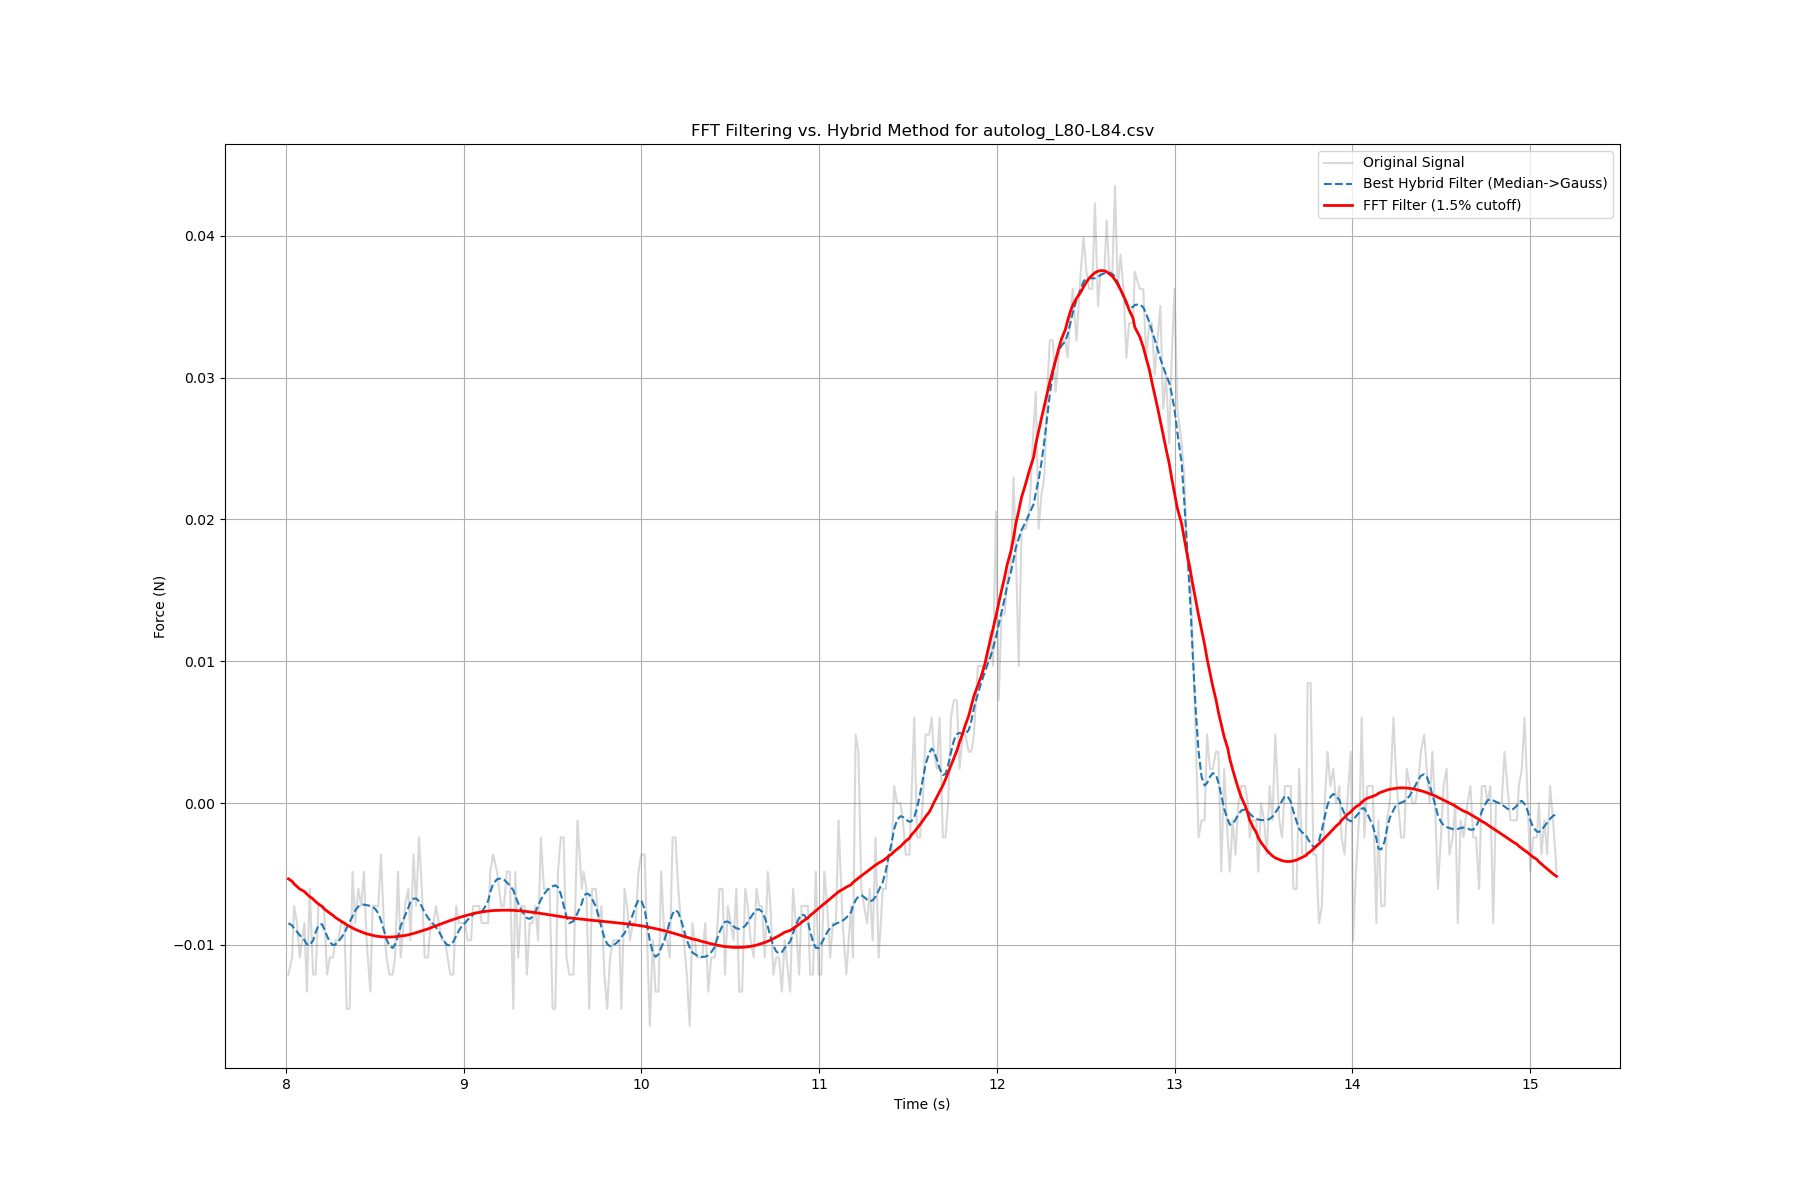 FFT Filtering vs. Hybrid Method for autolog_L80-L84.csv
Original Signal
Best Hybrid Filter (Median->Gauss)
FFT Filter (1.5% cutoff)
0.04
0.03
0.02
0.01
0.00
−0.01
Force (N)
8 9 10 11 12 13 14 15
Time (s)